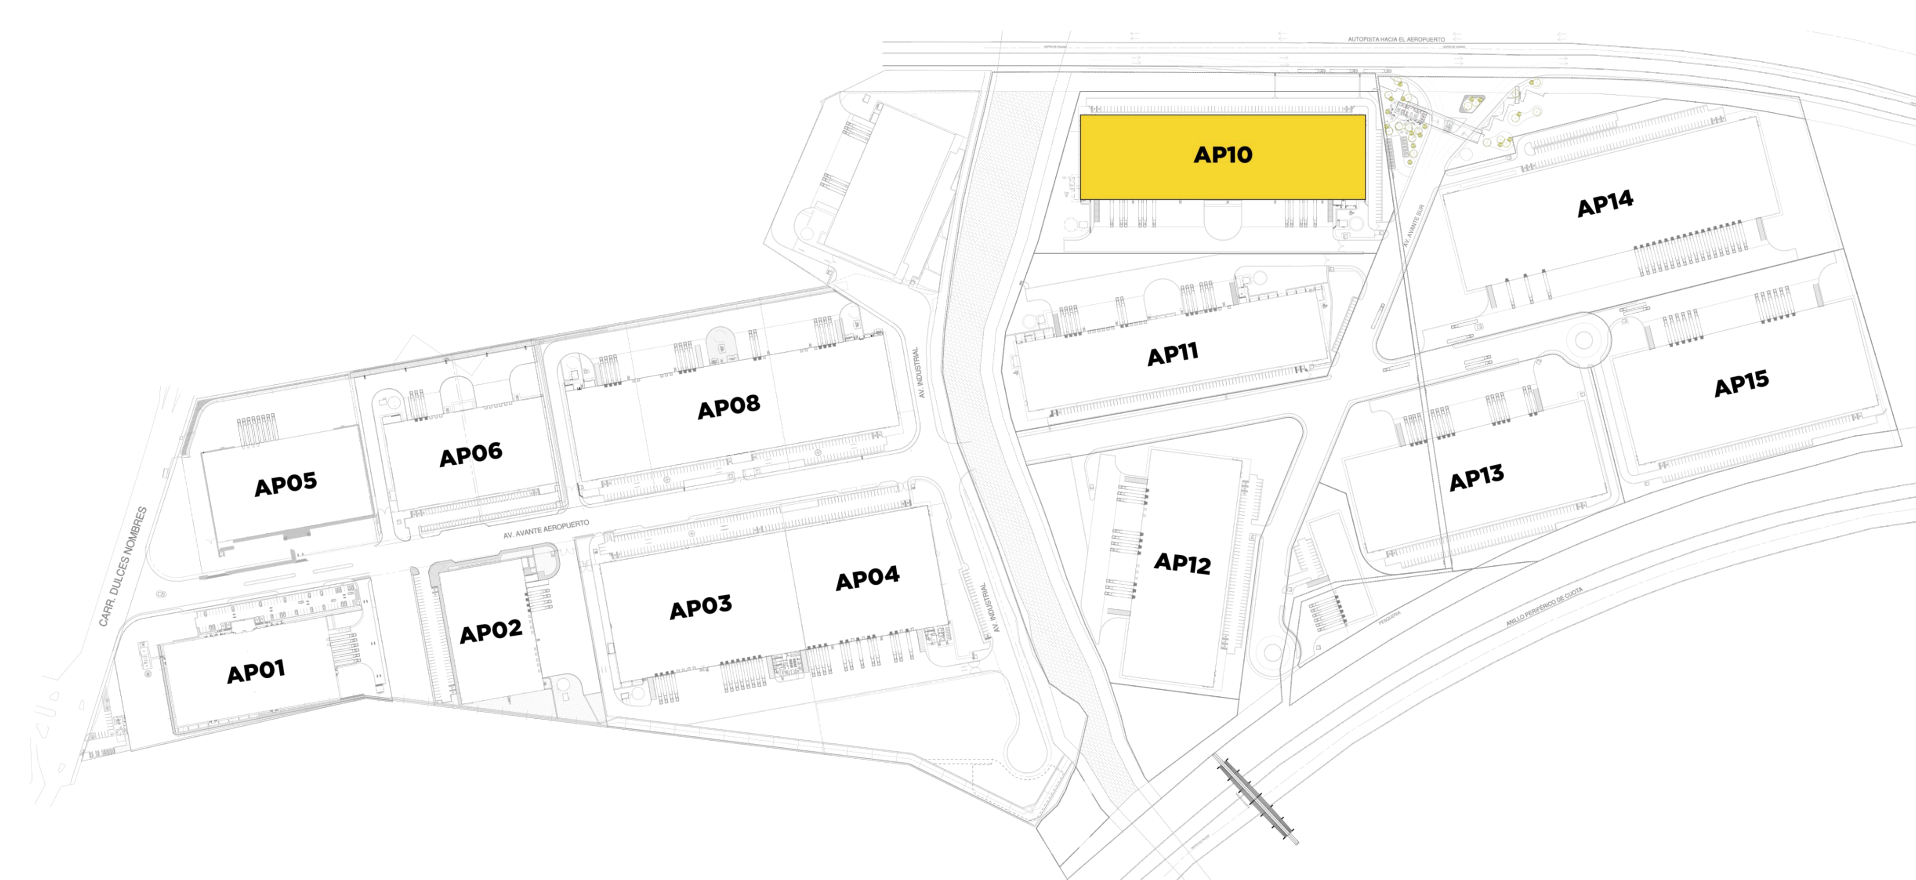 AUTOPISTA HACIA EL AEROPUERTO
AP10
AP14
AV. AVANTE SUR
AP11
AP15
AV. INDUSTRIAL
AP08
AP06
AP05
AP13
AV. AVANTE AEROPUERTO
CARR. DULCES NOMBRES
AP12
AP04
AP03
AV. INDUSTRIAL
AP02
AP01
PESQUERIA
ANILLO PERIFÉRICO DE CUOTA